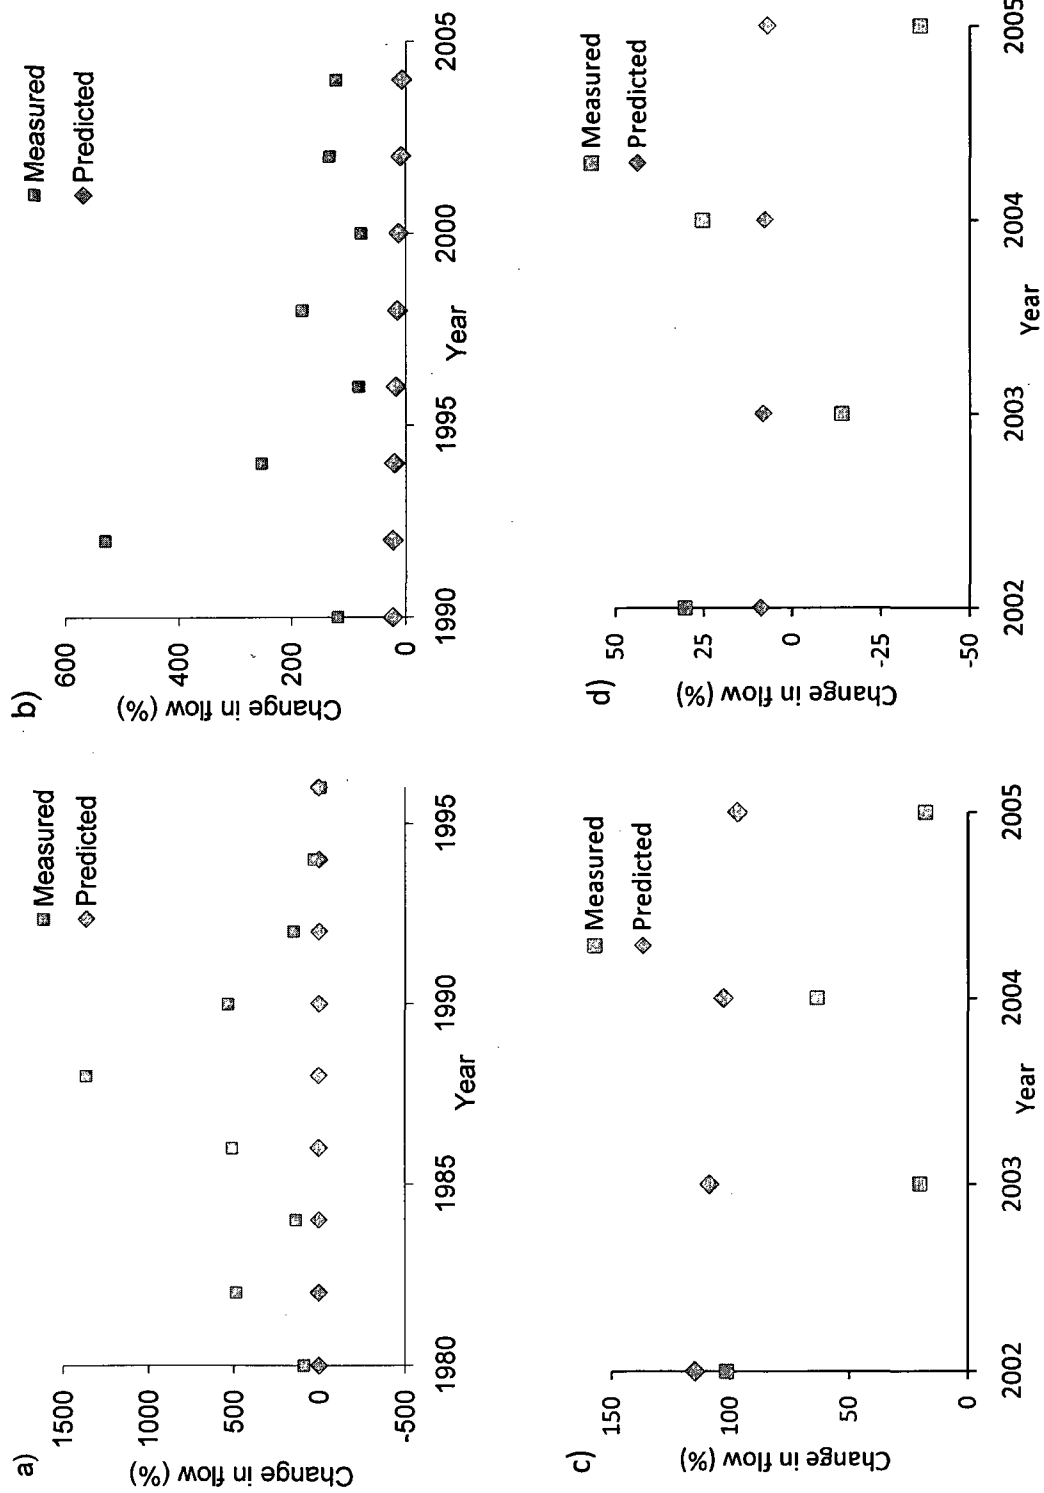 a)
Change in flow (%)
1500
1000
500
0
-500
1980
1985
1990
1995
Year
Measured
Predicted
b)
Change in flow (%)
600
400
200
0
1990
1995
2000
2005
Year
Measured
Predicted
c)
Change in flow (%)
150
100
50
0
2002
2003
2004
2005
Year
Measured
Predicted
d)
Change in flow (%)
50
25
0
-25
-50
2002
2003
2004
2005
Year
Measured
Predicted